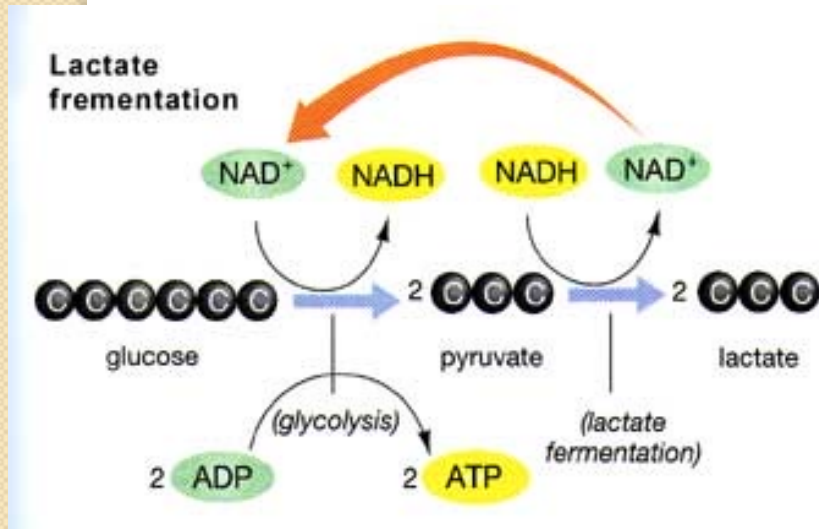 Lactate
frementation
NAD+ NADH NADH NAD+
C C C C C C 2 C C C 2 C C C
glucose pyruvate lactate
(glycolysis) (lactate
fermentation)
2 ADP 2 ATP